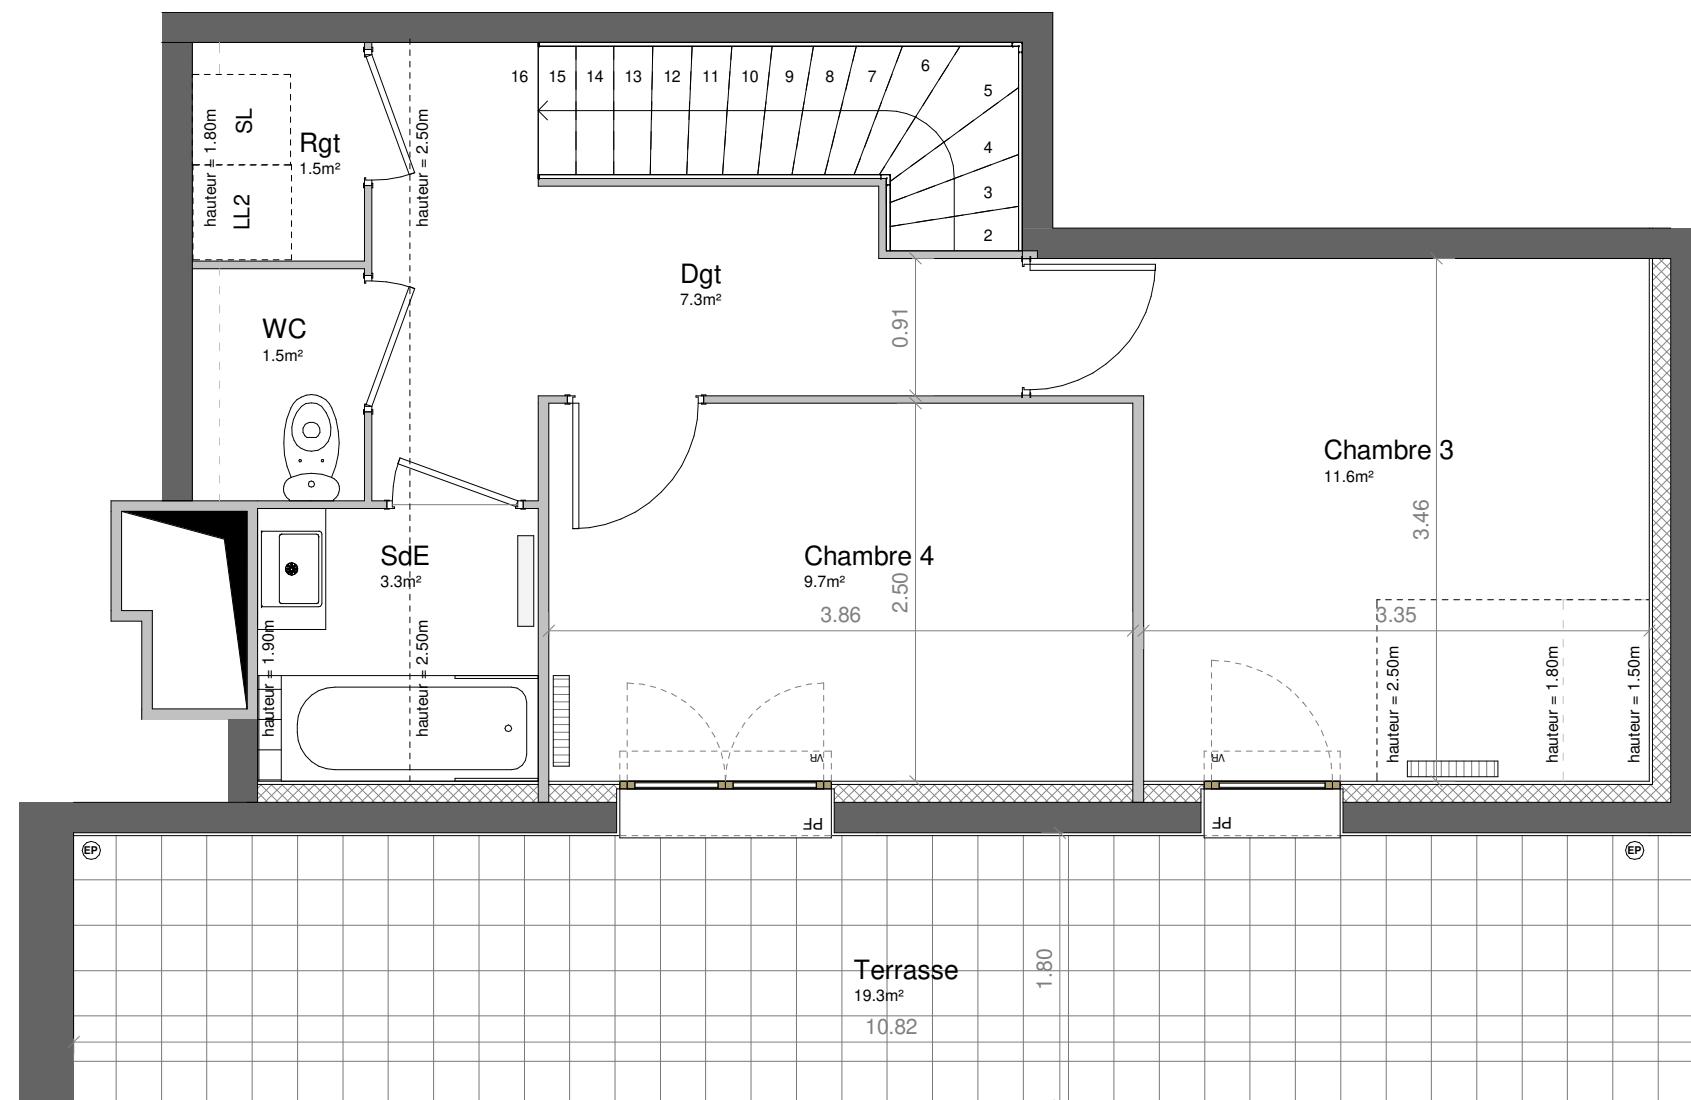 16
15
14
13
12
11
10
9
8
7
6
5
4
3
2
SL
LL2
hauteur = 1.80m
Rgt
1.5m²
hauteur = 2.50m
Dgt
7.3m²
0.91
WC
1.5m²
Chambre 3
11.6m²
3.46
3.35
hauteur = 2.50m
hauteur = 1.80m
hauteur = 1.50m
SdE
3.3m²
hauteur = 1.90m
hauteur = 2.50m
Chambre 4
9.7m²
2.50
3.86
VR
VR
PF
PF
EP
EP
Terrasse
19.3m²
10.82
1.80